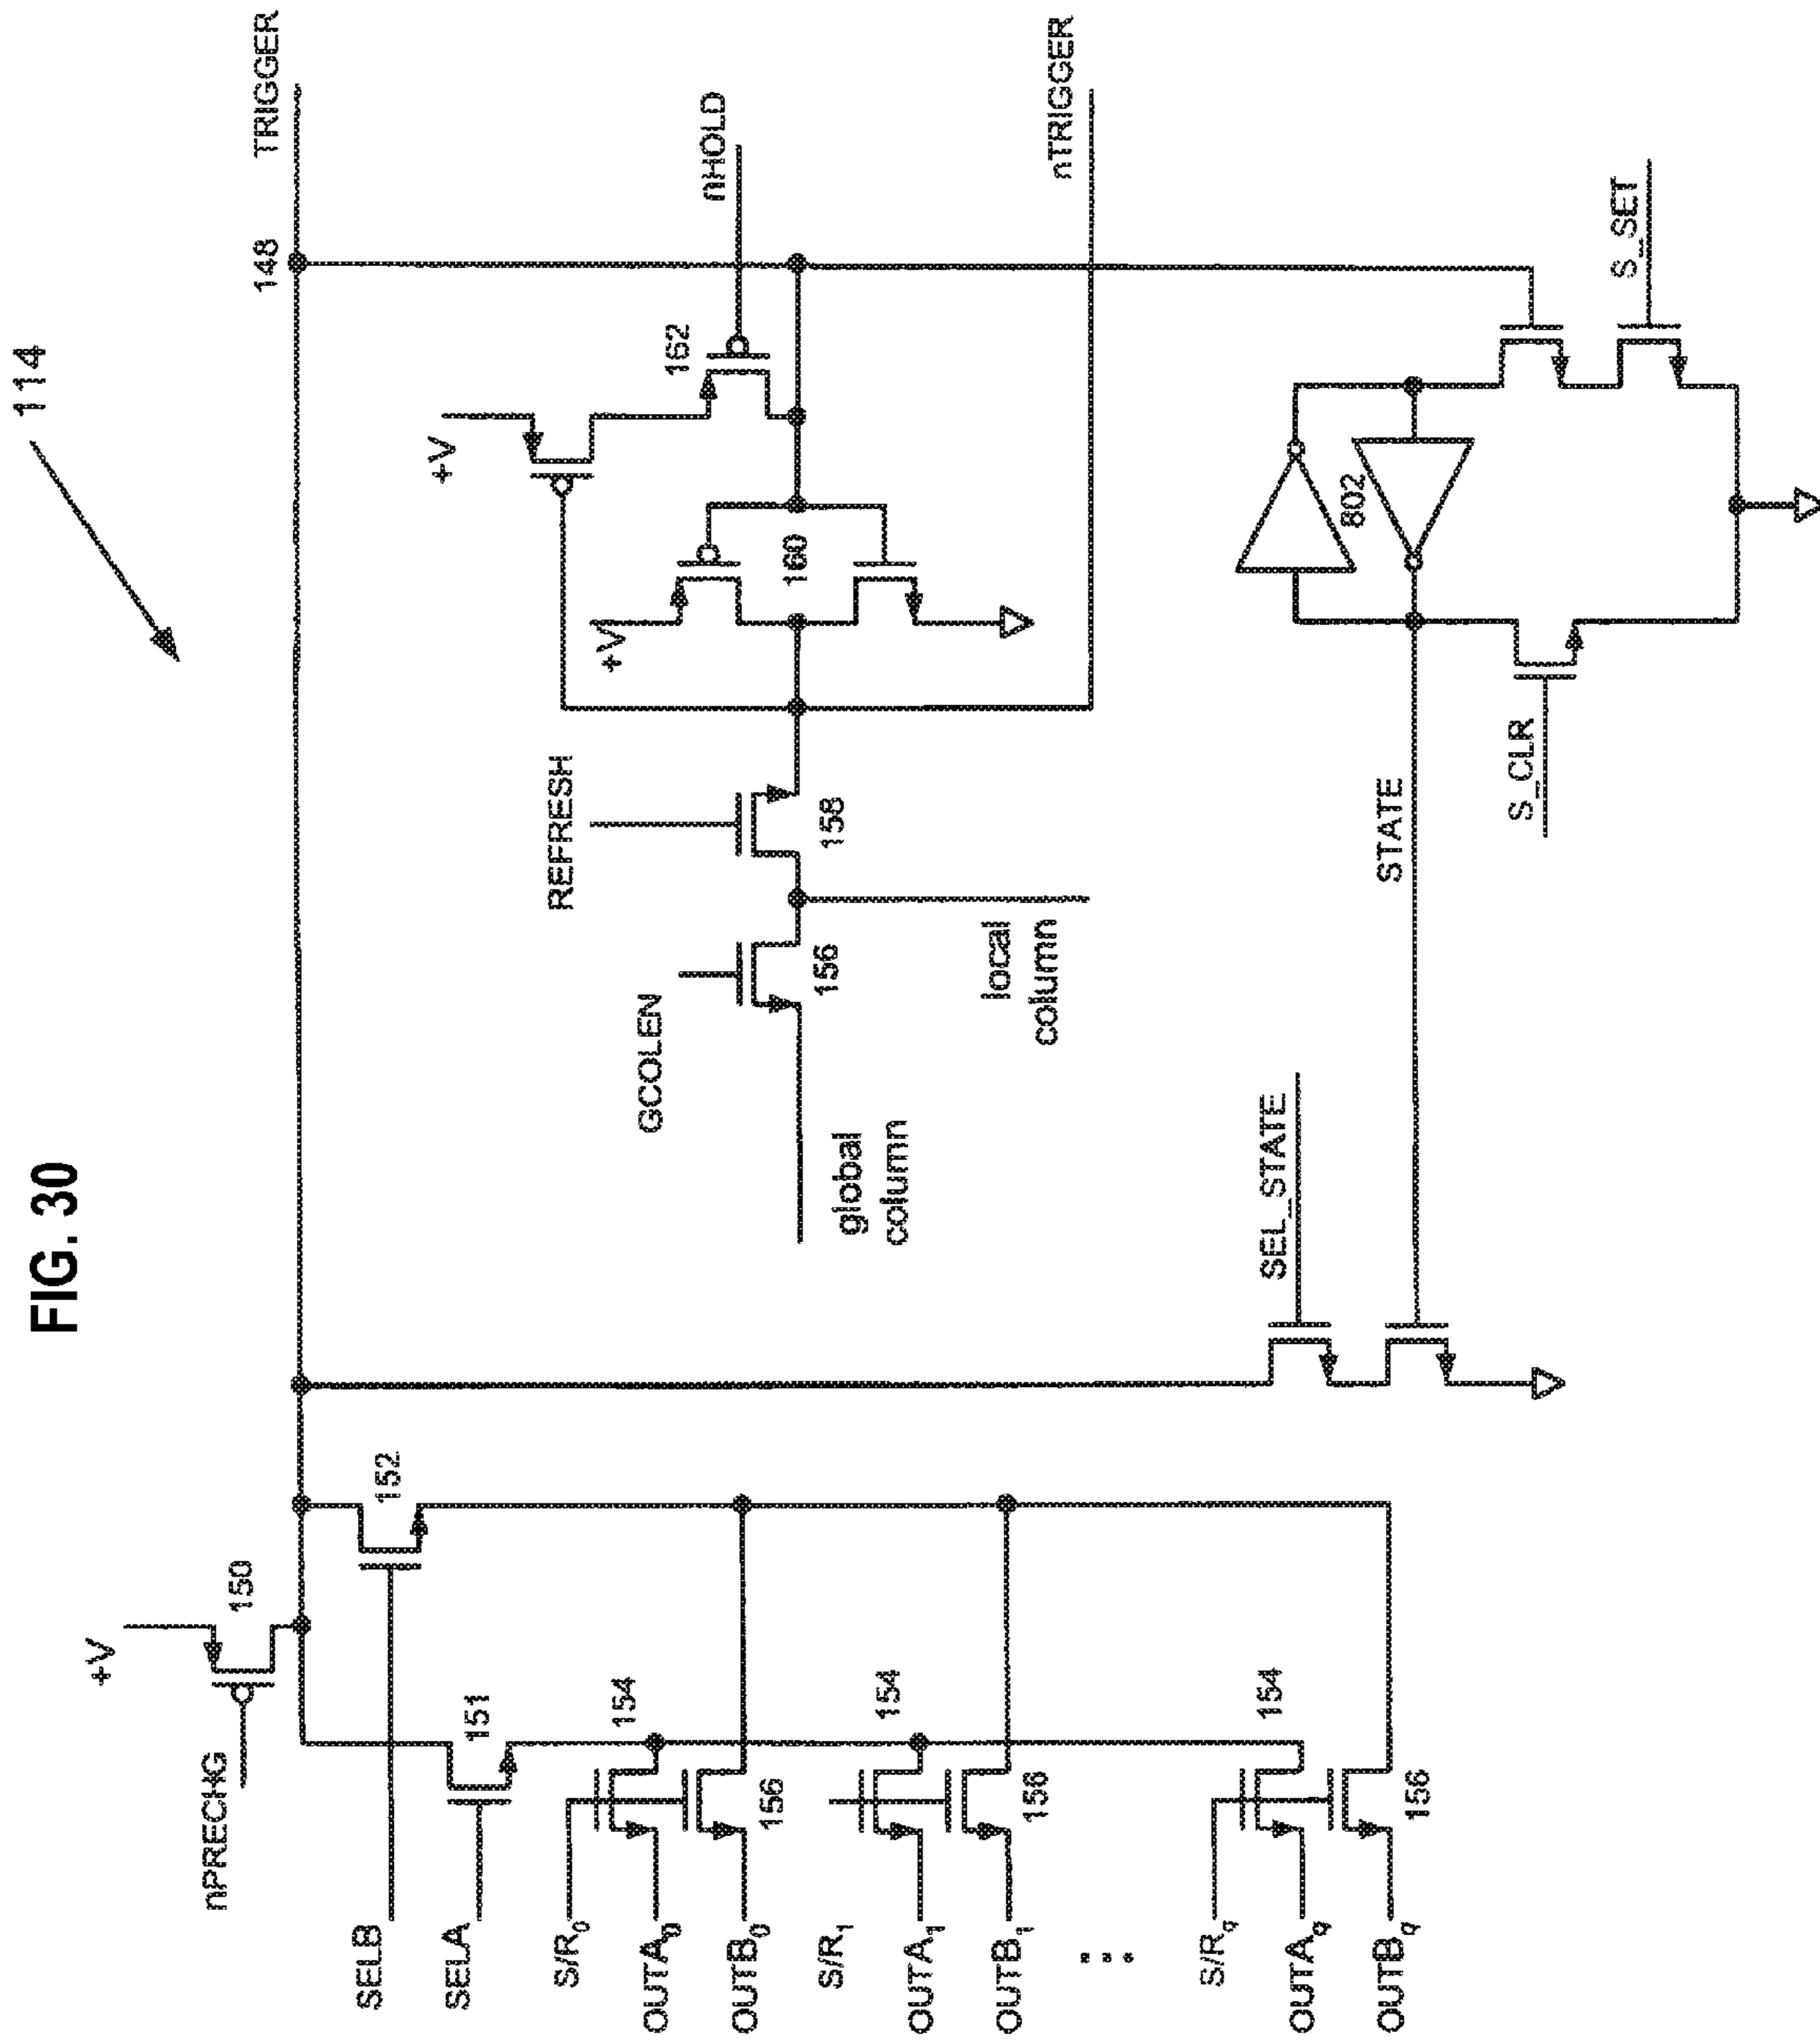 FIG. 30
114
+V
nPRECHG
150
148
TRIGGER
SELB
152
SELA
151
+V
162
nHOLD
S/R0
154
OUTA0
OUTB0
156
REFRESH
+V
160
GCOLEN
158
156
global
column
local
column
nTRIGGER
S/R1
154
OUTA1
OUTB1
156
...
SEL_STATE
802
STATE
S_CLR
S_SET
S/Rq
154
OUTAq
OUTBq
156